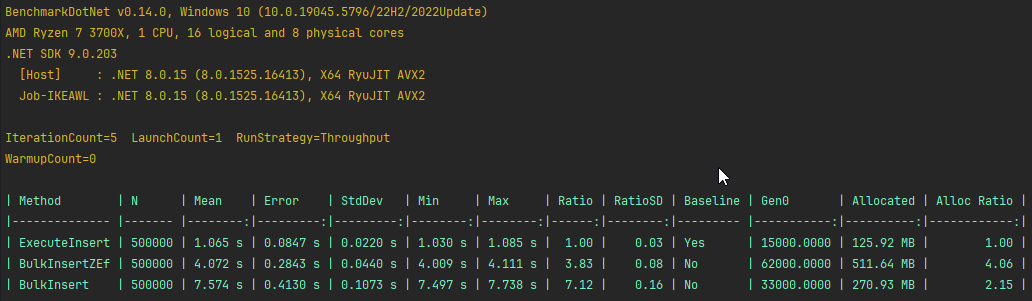 BenchmarkDotNet v0.14.0, Windows 10 (10.0.19045.5796/22H2/2022Update)
AMD Ryzen 7 3700X, 1 CPU, 16 logical and 8 physical cores
.NET SDK 9.0.203
  [Host]     : .NET 8.0.15 (8.0.1525.16413), X64 RyuJIT AVX2
  Job-IKEAWL : .NET 8.0.15 (8.0.1525.16413), X64 RyuJIT AVX2

IterationCount=5  LaunchCount=1  RunStrategy=Throughput
WarmupCount=0

| Method        | N      | Mean    | Error    | StdDev   | Min     | Max     | Ratio | RatioSD | Baseline | Gen0       | Allocated | Alloc Ratio |
|-------------- |------- |--------:|---------:|---------:|--------:|--------:|------:|--------:|--------- |-----------:|----------:|------------:|
| ExecuteInsert | 500000 | 1.065 s | 0.0847 s | 0.0220 s | 1.030 s | 1.085 s |  1.00 |    0.03 | Yes      | 15000.0000 | 125.92 MB |        1.00 |
| BulkInsertZEf | 500000 | 4.072 s | 0.2843 s | 0.0440 s | 4.009 s | 4.111 s |  3.83 |    0.08 | No       | 62000.0000 | 511.64 MB |        4.06 |
| BulkInsert    | 500000 | 7.574 s | 0.4130 s | 0.1073 s | 7.497 s | 7.738 s |  7.12 |    0.16 | No       | 33000.0000 | 270.93 MB |        2.15 |